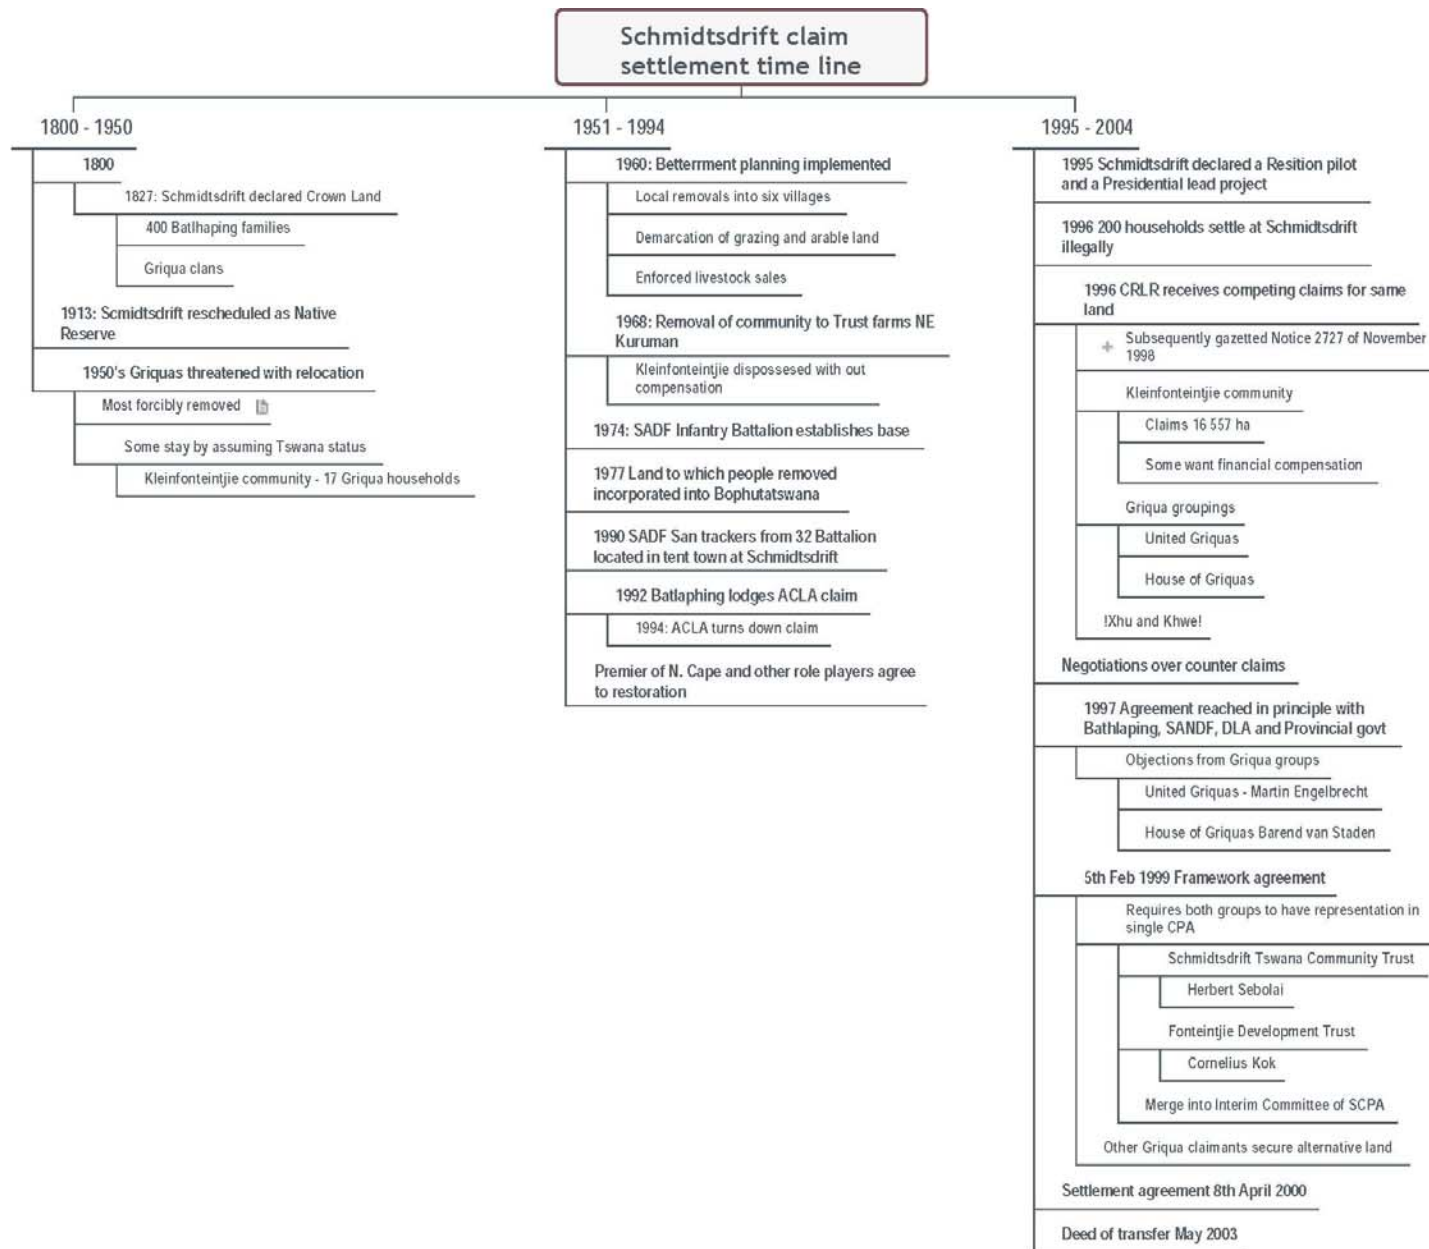 Schmidtsdrift claim
settlement time line
1800 - 1950
1800
1827: Schmidtsdrift declared Crown Land
400 Batlhaping families
Griqua clans
1913: Scmidtsdrift rescheduled as Native
Reserve
1950's Griquas threatened with relocation
Most forcibly removed
Some stay by assuming Tswana status
Kleinfonteintjie community - 17 Griqua households
1951 - 1994
1960: Betterrment planning implemented
Local removals into six villages
Demarcation of grazing and arable land
Enforced livestock sales
1968: Removal of community to Trust farms NE
Kuruman
Kleinfonteintjie dispossesed with out
compensation
1974: SADF Infantry Battalion establishes base
1977 Land to which people removed
incorporated into Bophutatswana
1990 SADF San trackers from 32 Battalion
located in tent town at Schmidtsdrift
1992 Batlaphing lodges ACLA claim
1994: ACLA turns down claim
Premier of N. Cape and other role players agree
to restoration
1995 - 2004
1995 Schmidtsdrift declared a Resition pilot
and a Presidential lead project
1996 200 households settle at Schmidtsdrift
illegally
1996 CRLR receives competing claims for same
land
Subsequently gazetted Notice 2727 of November
1998
Kleinfonteintjie community
Claims 16 557 ha
Some want financial compensation
Griqua groupings
United Griquas
House of Griquas
!Xhu and Khwe!
Negotiations over counter claims
1997 Agreement reached in principle with
Bathlaping, SANDF, DLA and Provincial govt
Objections from Griqua groups
United Griquas - Martin Engelbrecht
House of Griquas Barend van Staden
5th Feb 1999 Framework agreement
Requires both groups to have representation in
single CPA
Schmidtsdrift Tswana Community Trust
Herbert Sebolai
Fonteintjie Development Trust
Cornelius Kok
Merge into Interim Committee of SCPA
Other Griqua claimants secure alternative land
Settlement agreement 8th April 2000
Deed of transfer May 2003